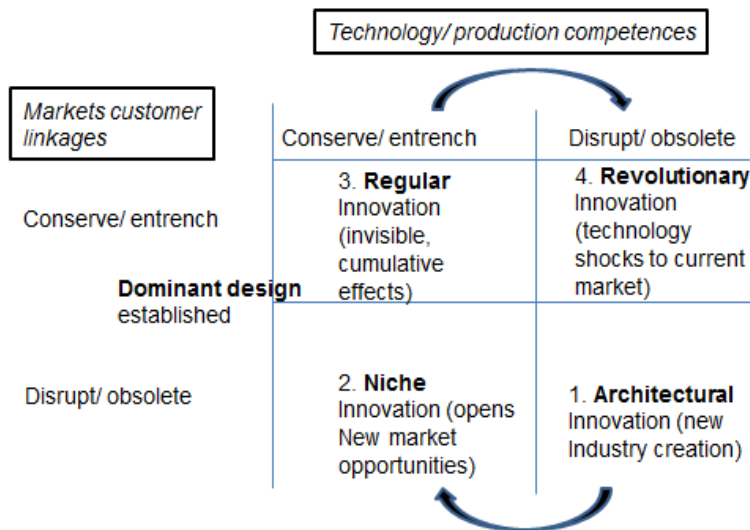 Technology/ production competences
Markets customer
linkages
Conserve/ entrench
Disrupt/ obsolete
Conserve/ entrench
3. Regular
Innovation
(invisible,
cumulative
effects)
4. Revolutionary
Innovation
(technology
shocks to current
market)
Dominant design
established
Disrupt/ obsolete
2. Niche
Innovation (opens
New market
opportunities)
1. Architectural
Innovation (new
Industry creation)